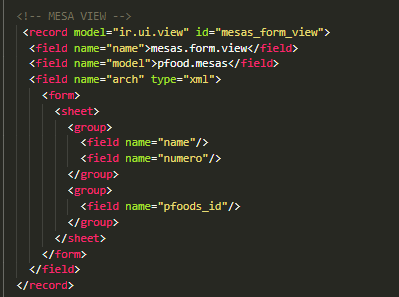 <!-- MESA VIEW -->
<record model="ir.ui.view" id="mesas_form_view">
<field name="name">mesas.form.view</field>
<field name="model">pfood.mesas</field>
<field name="arch" type="xml">
<form>
<sheet>
<group>
<field name="name"/>
<field name="numero"/>
</group>
<group>
<field name="pfoods_id"/>
</group>
</sheet>
</form>
</field>
</record>